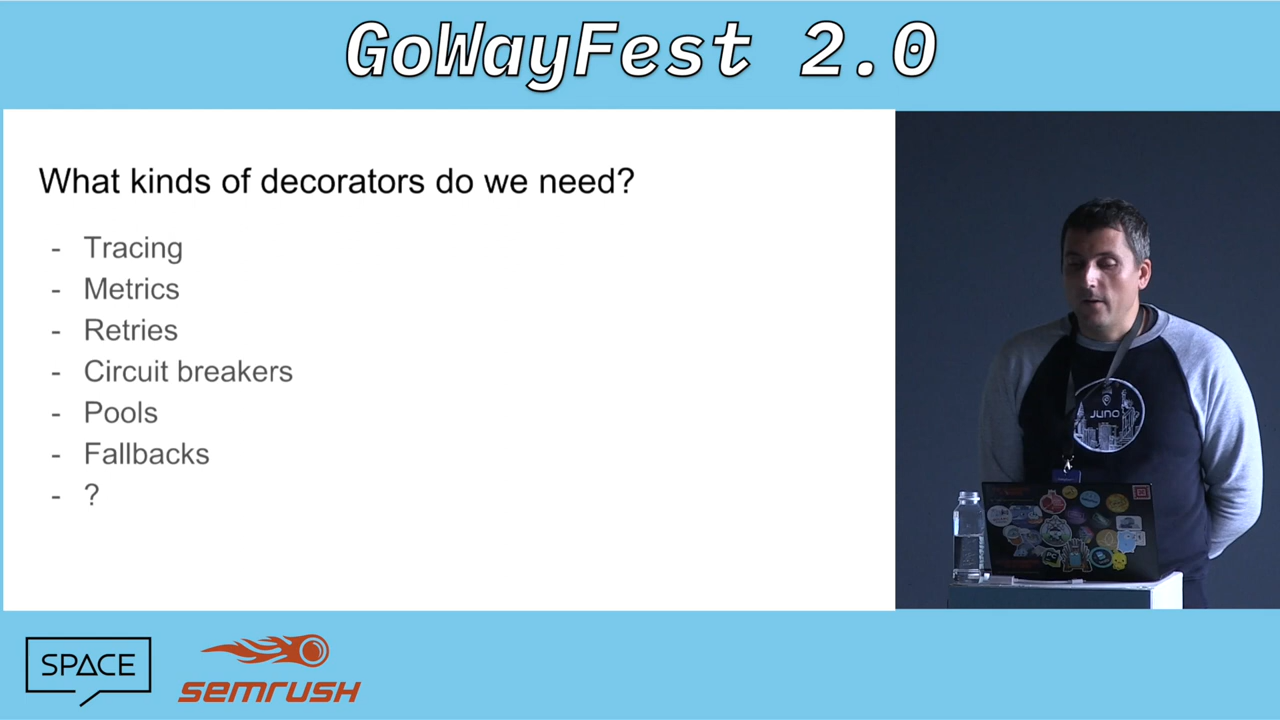 GoWayFest 2.0
What kinds of decorators do we need?
- Tracing
- Metrics
- Retries
- Circuit breakers
- Pools
- Fallbacks
- ?
JUNO
SPACE
SEMRUSH